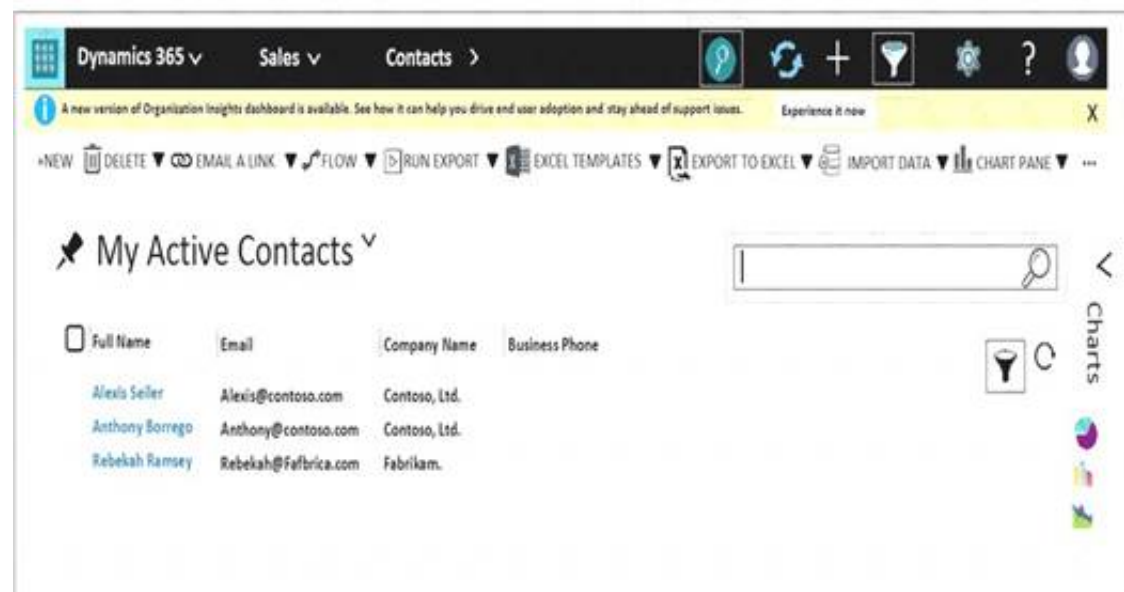 Dynamics 365 Sales Contacts >
A new version of Organization Insights dashboard is available. See how it can help you drive end user adoption and stay ahead of support issues. Experience it now X
+NEW DELETE EMAIL A LINK FLOW RUN EXPORT EXCEL TEMPLATES EXPORT TO EXCEL IMPORT DATA CHART PANE ...
My Active Contacts
Charts
Full Name Email Company Name Business Phone
Alexis Seller Alexis@contoso.com Contoso, Ltd.
Anthony Borrego Anthony@contoso.com Contoso, Ltd.
Rebekah Ramsey Rebekah@Fafbrica.com Fabrikam.